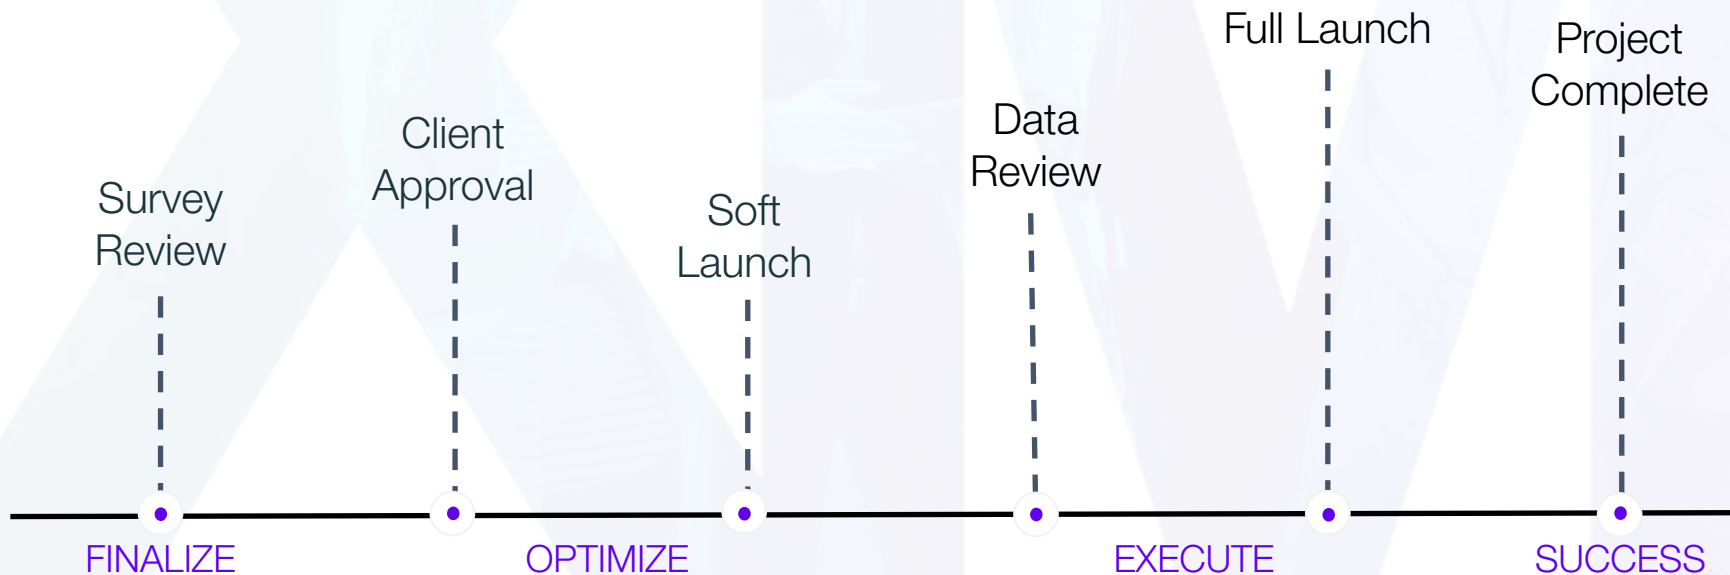 Survey
Review
Client
Approval
Soft
Launch
Data
Review
Full Launch
Project
Complete
FINALIZE
OPTIMIZE
EXECUTE
SUCCESS